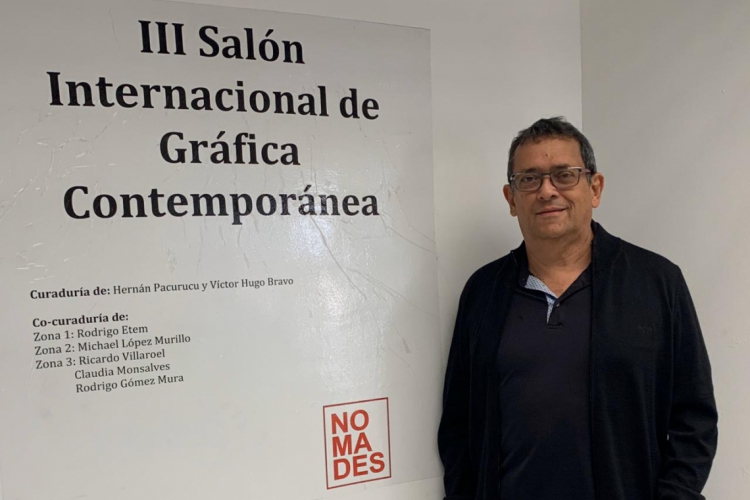 III Salón
Internacional de
Gráfica
Contemporánea
Curaduría de: Hernán Pacurucu y Víctor Hugo Bravo
Co-curaduría de:
Zona 1: Rodrigo Etem
Zona 2: Michael López Murillo
Zona 3: Ricardo Villaroel
Claudia Monsalves
Rodrigo Gómez Mura
NO
MA
DES